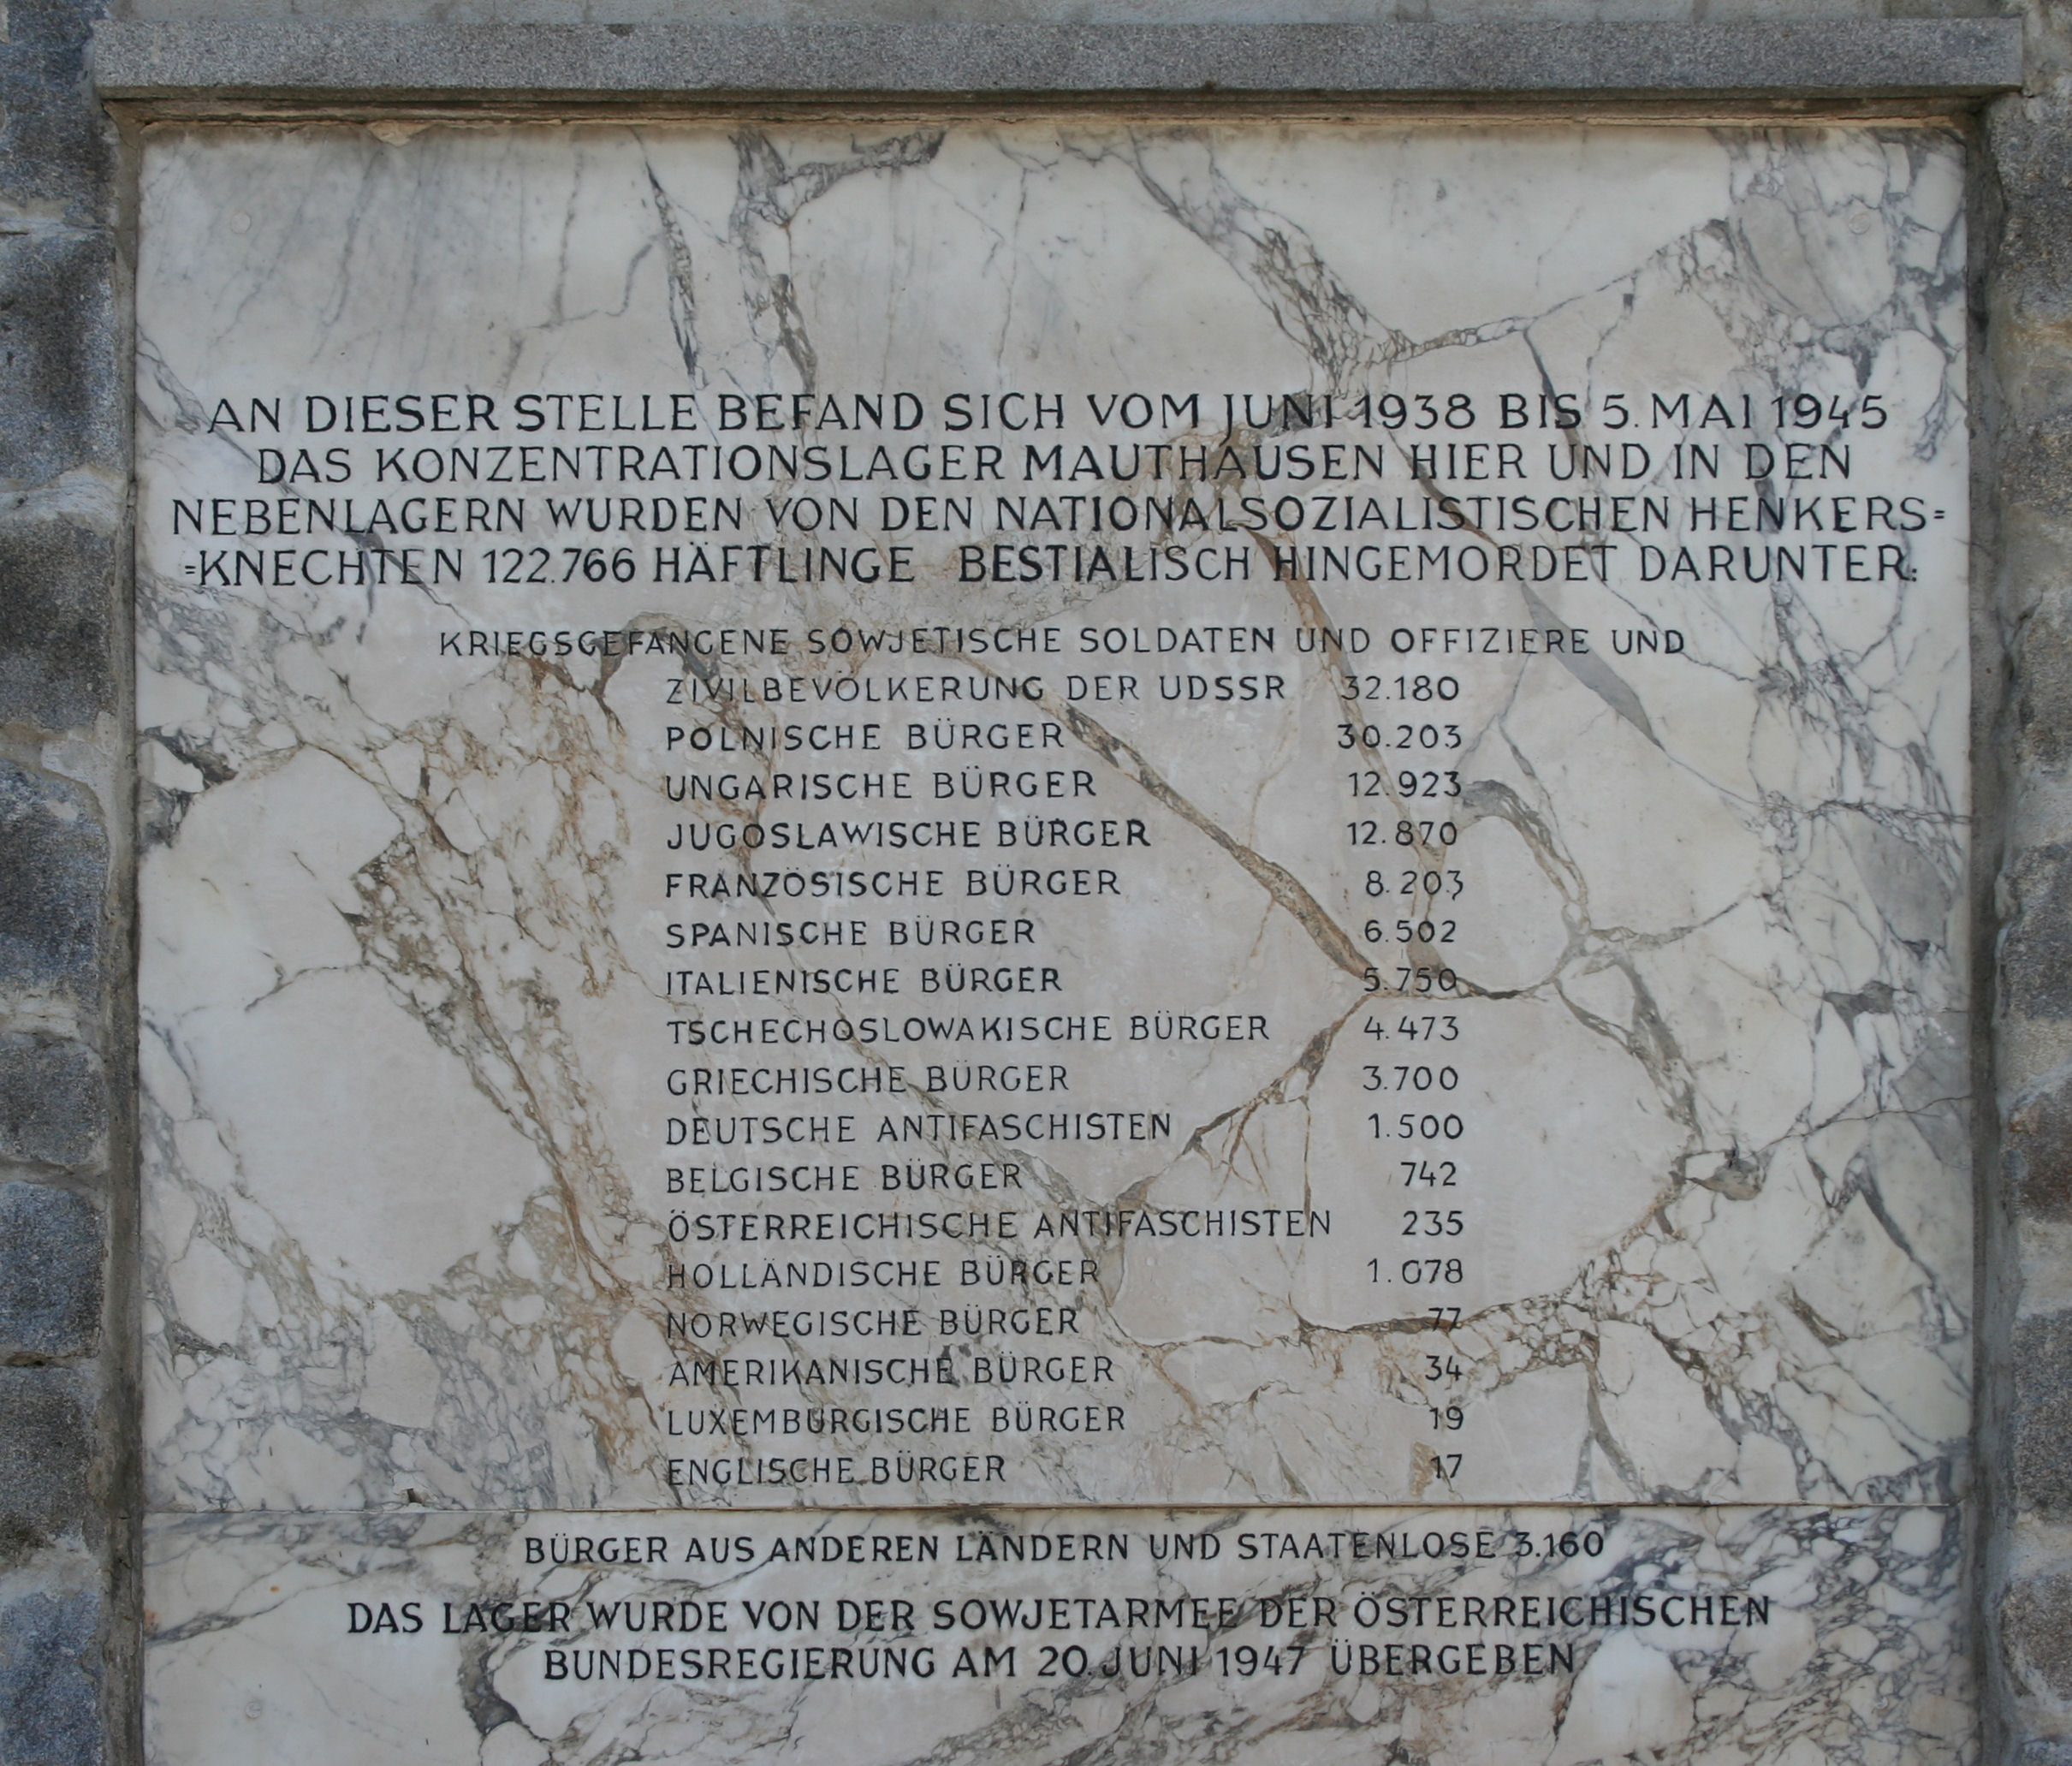 AN DIESER STELLE BEFAND SICH VOM JUNI 1938 BIS 5. MAI 1945
DAS KONZENTRATIONSLAGER MAUTHAUSEN HIER UND IN DEN
NEBENLAGERN WURDEN VON DEN NATIONALSOZIALISTISCHEN HENKERS=
=KNECHTEN 122.766 HÄFTLINGE BESTIALISCH HINGEMORDET DARUNTER:
KRIEGSGEFANGENE SOWJETISCHE SOLDATEN UND OFFIZIERE UND
ZIVILBEVÖLKERUNG DER UDSSR 32.180
POLNISCHE BÜRGER 30.203
UNGARISCHE BÜRGER 12.923
JUGOSLAWISCHE BÜRGER 12.870
FRANZÖSISCHE BÜRGER 8.203
SPANISCHE BÜRGER 6.502
ITALIENISCHE BÜRGER 5.750
TSCHECHOSLOWAKISCHE BÜRGER 4.473
GRIECHISCHE BÜRGER 3.700
DEUTSCHE ANTIFASCHISTEN 1.500
BELGISCHE BÜRGER 742
ÖSTERREICHISCHE ANTIFASCHISTEN 235
HOLLÄNDISCHE BÜRGER 1.078
NORWEGISCHE BÜRGER 77
AMERIKANISCHE BÜRGER 34
LUXEMBURGISCHE BÜRGER 19
ENGLISCHE BÜRGER 17
BÜRGER AUS ANDEREN LÄNDERN UND STAATENLOSE 3.160
DAS LAGER WURDE VON DER SOWJETARMEE DER ÖSTERREICHISCHEN
BUNDESREGIERUNG AM 20. JUNI 1947 ÜBERGEBEN